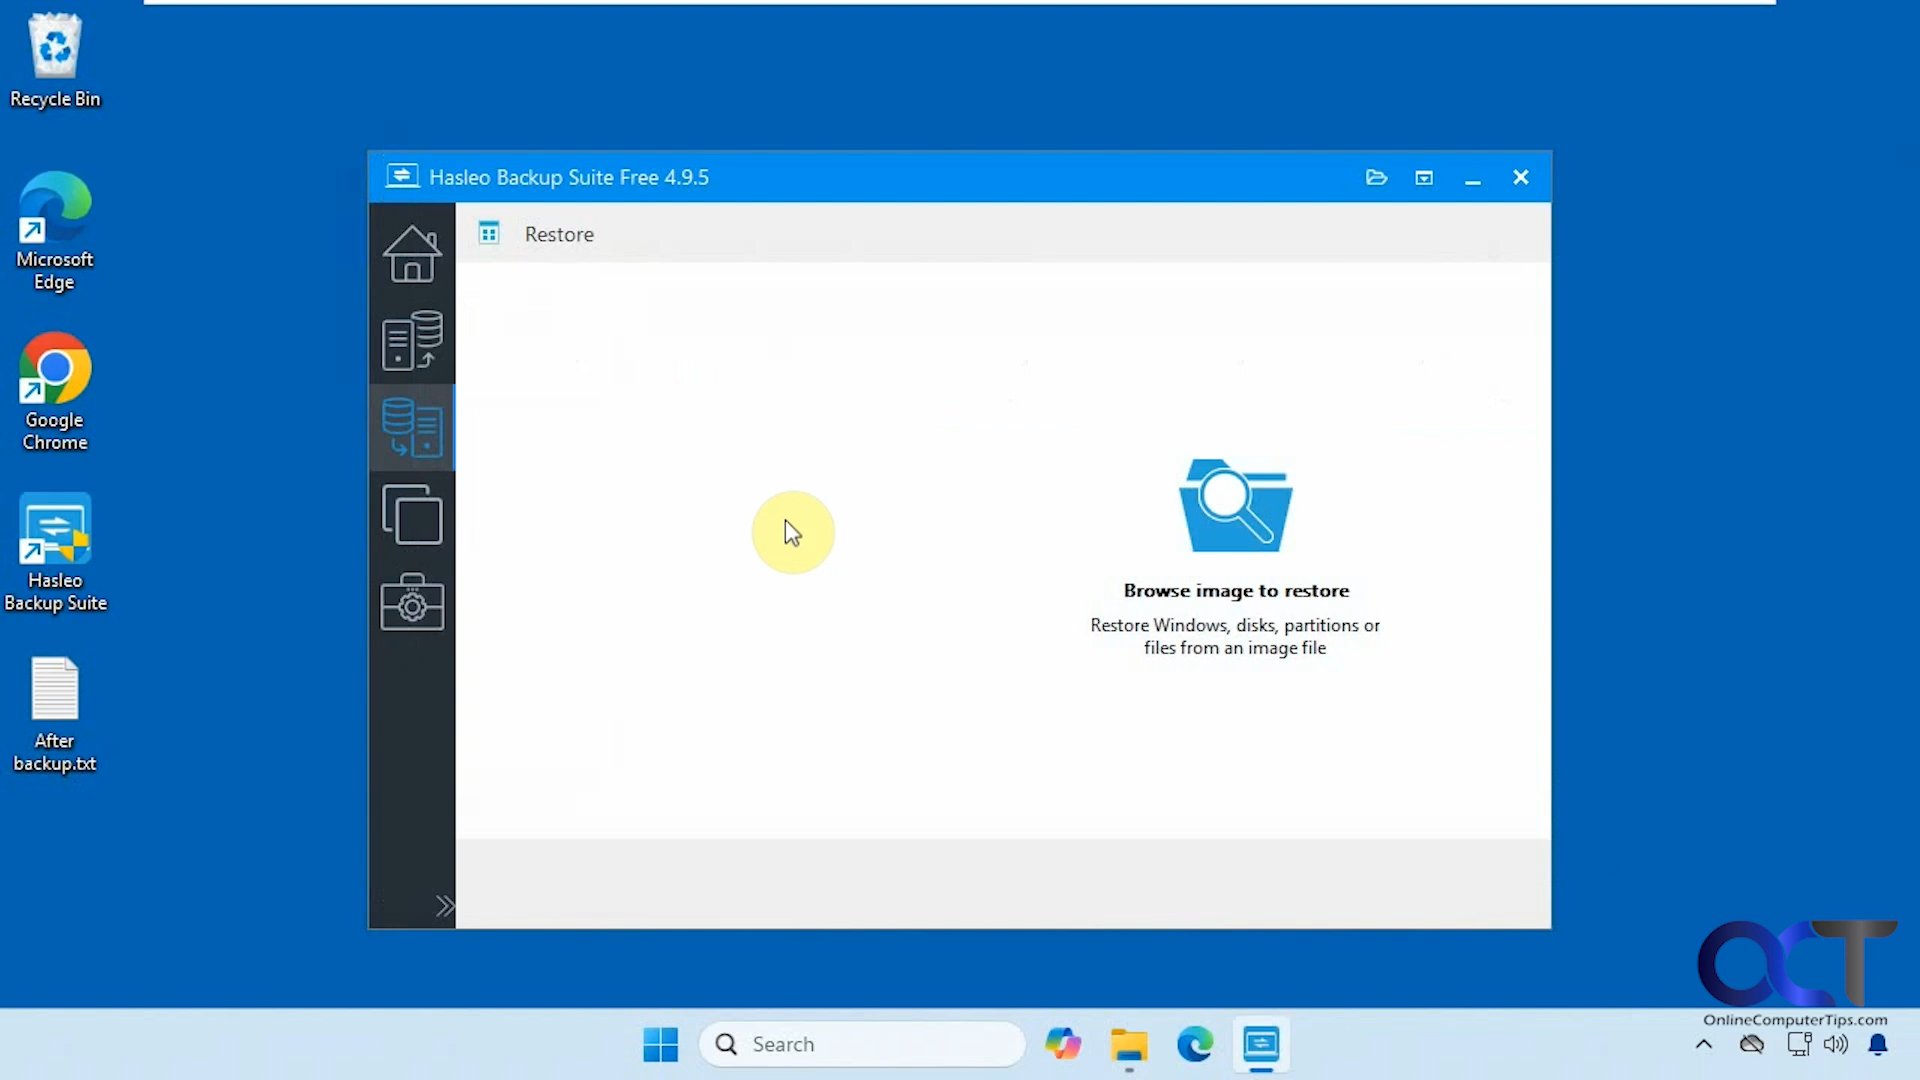 Recycle Bin
Microsoft
Edge
Google
Chrome
Hasleo
Backup Suite
After
backup.txt
Hasleo Backup Suite Free 4.9.5
Restore
Browse image to restore
Restore Windows, disks, partitions or
files from an image file
OCT
OnlineComputerTips.com
Search